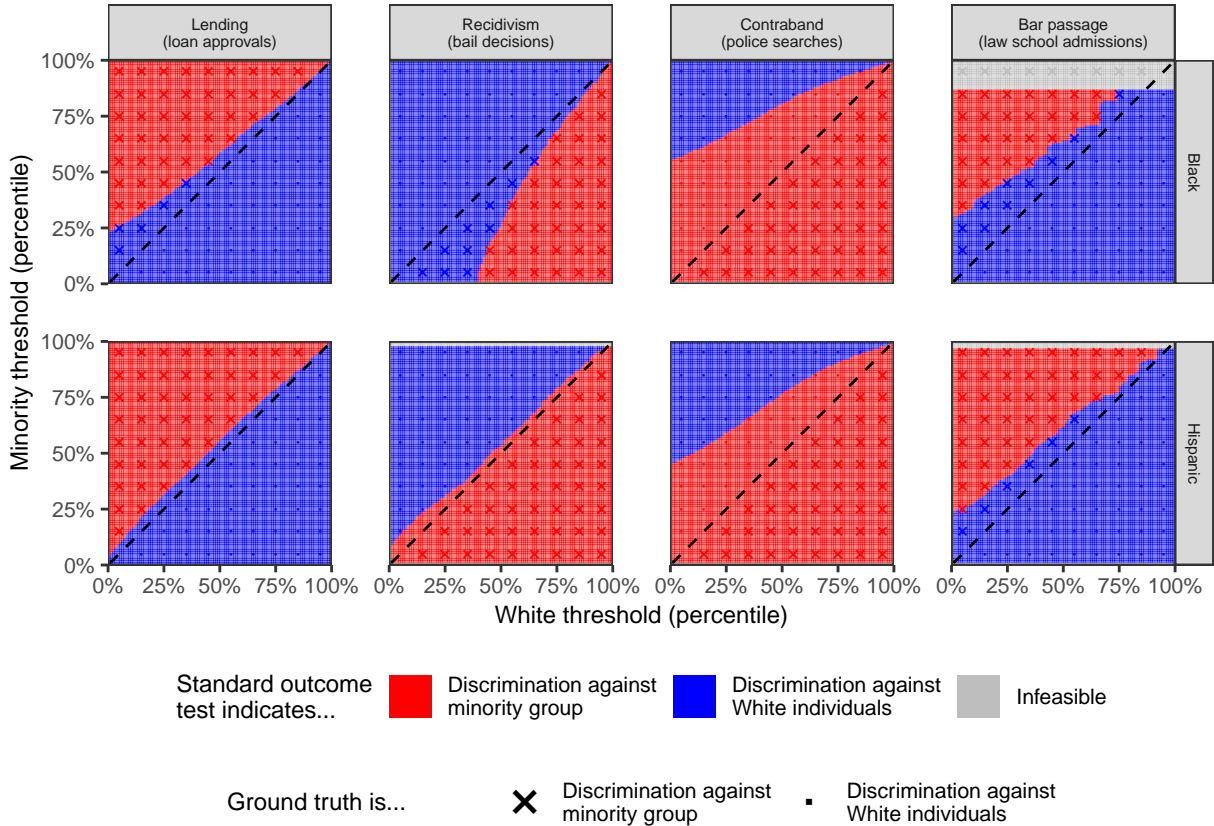 Lending
(loan approvals)
Recidivism
(bail decisions)
Contraband
(police searches)
Bar passage
(law school admissions)
Minority threshold (percentile)
100%
75%
50%
25%
0%
Black
100%
75%
50%
25%
0%
Hispanic
0% 25% 50% 75% 100%
0% 25% 50% 75% 100%
0% 25% 50% 75% 100%
0% 25% 50% 75% 100%
White threshold (percentile)
Standard outcome
test indicates...
Discrimination against
minority group
Discrimination against
White individuals
Infeasible
Ground truth is...
Discrimination against
minority group
Discrimination against
White individuals